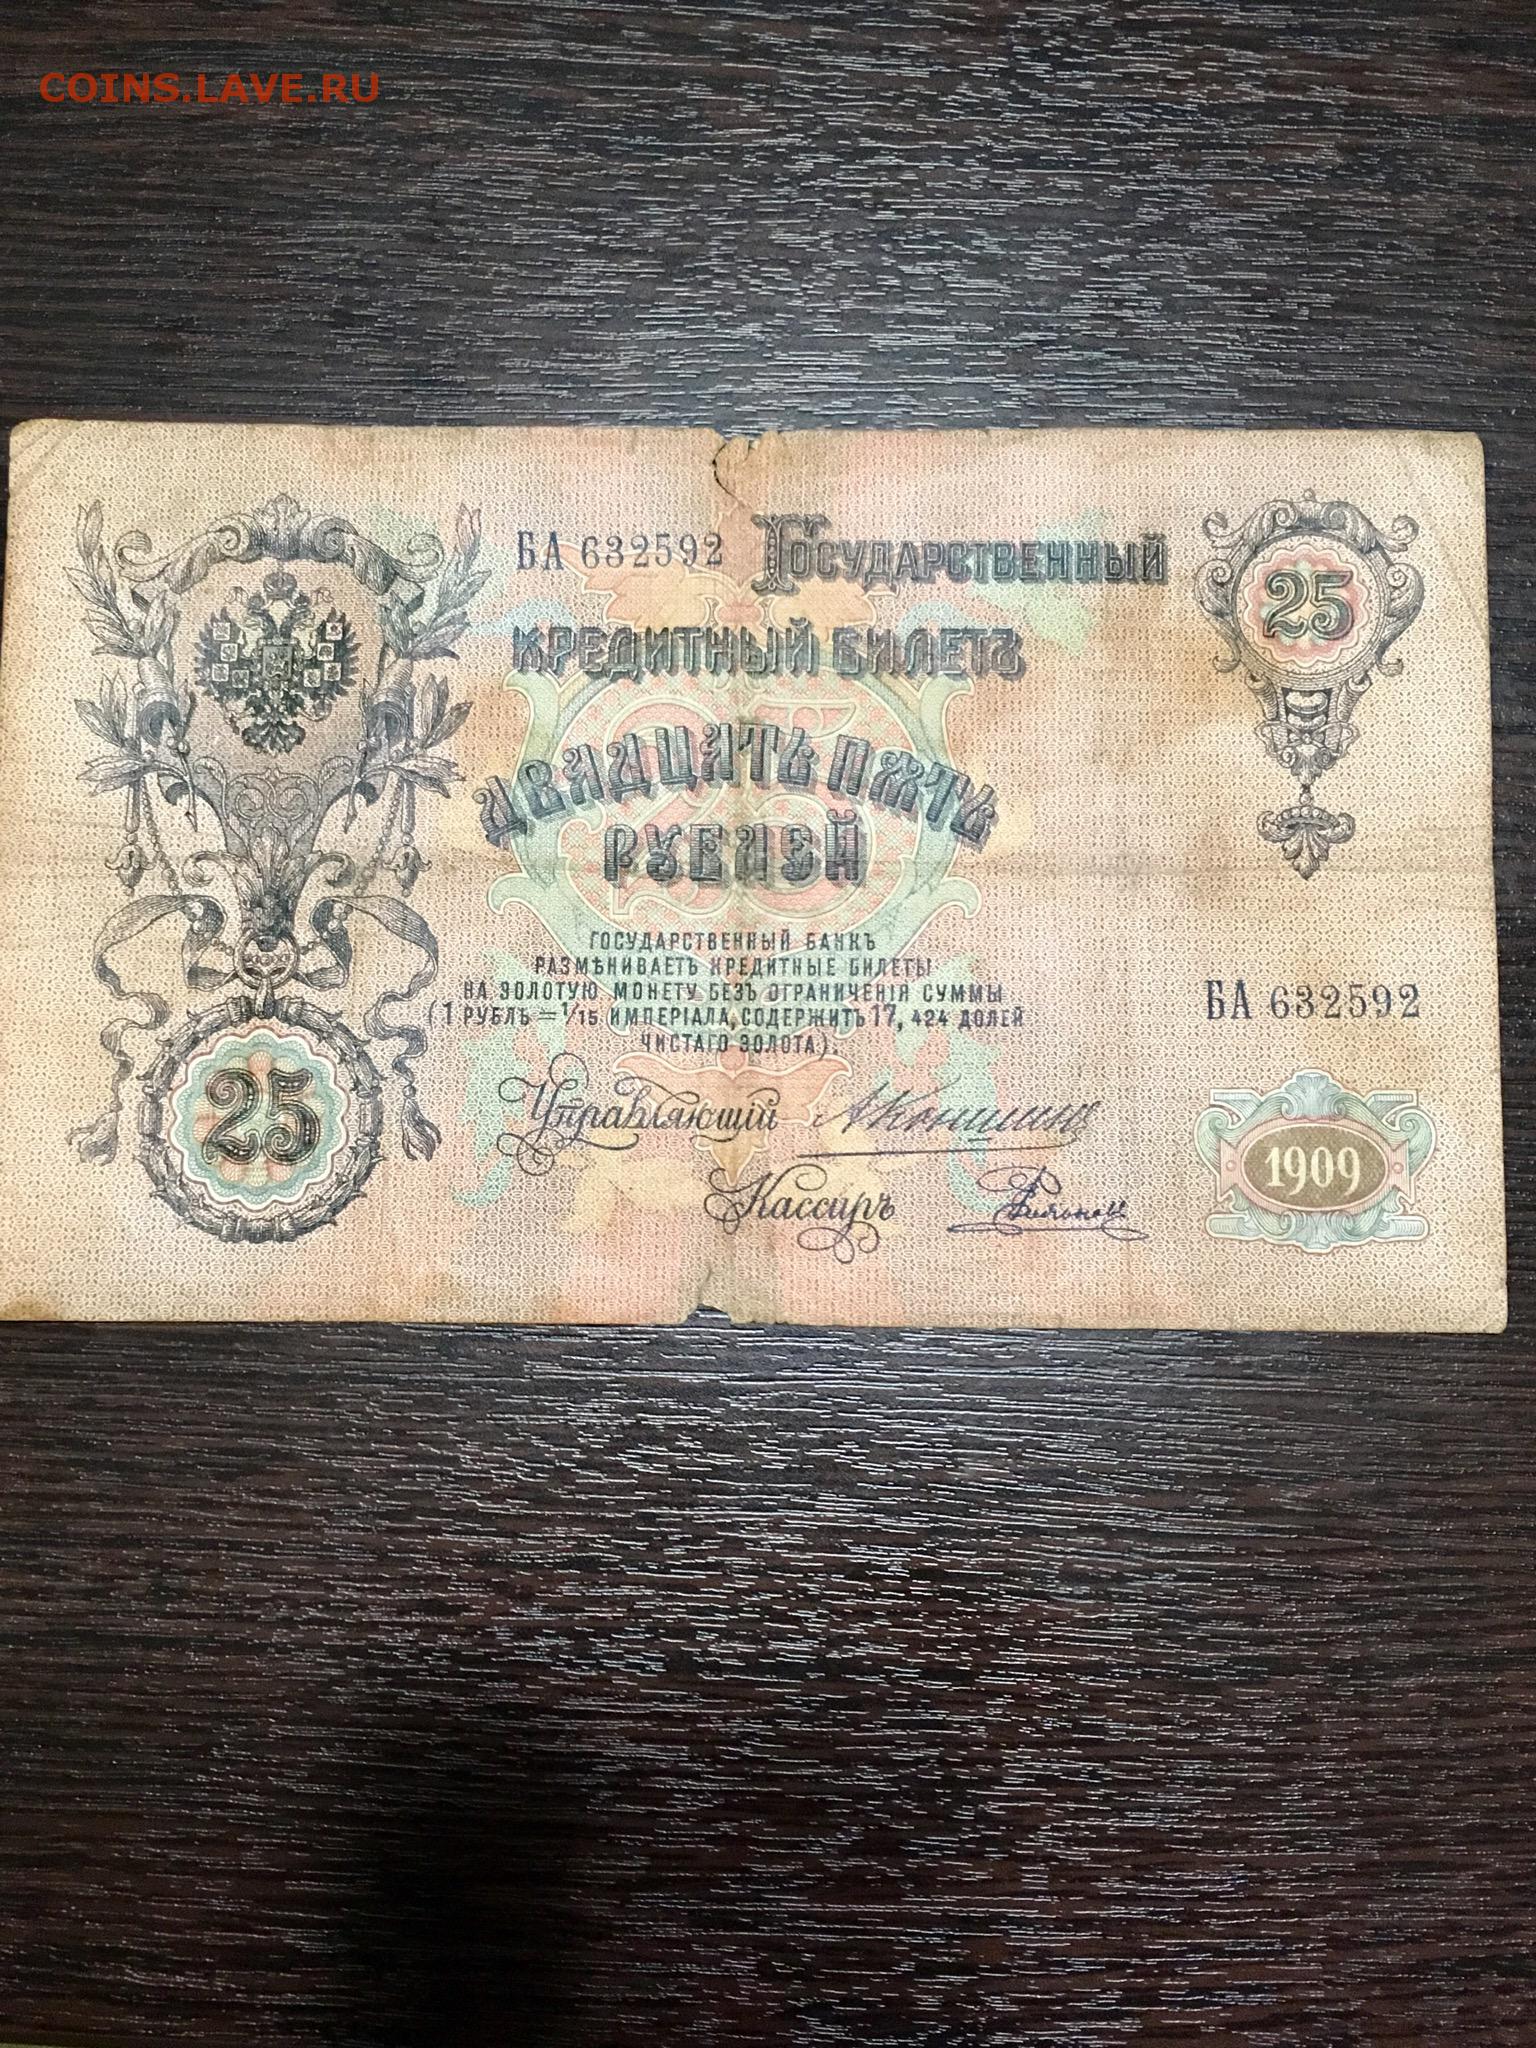 COINS.LAVE.RU
БА 632592 Государственный
25
Кредитный Билетъ
Двадцать пять
рублей
Государственный Банкъ
размѣниваетъ кредитные билеты
на золотую монету безъ ограниченія суммы
(1 рубль = 1/15 имперіала, содержитъ 17,424 долей
чистаго золота).
БА 632592
25
Управляющій АКоншинъ
1909
Кассиръ